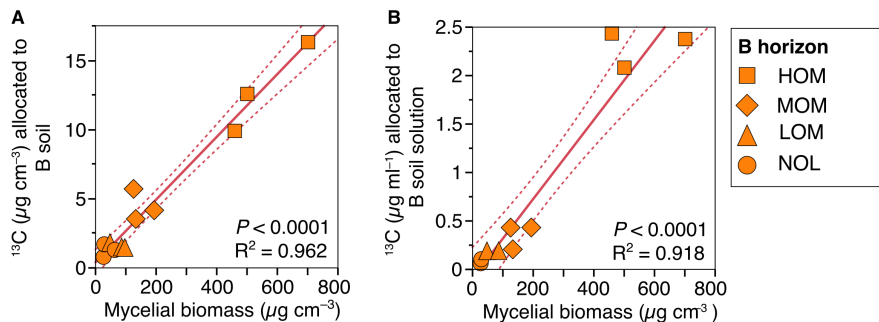 A
¹³C (µg cm⁻³) allocated to
B soil
15
10
5
0
0
200
400
600
800
Mycelial biomass (µg cm⁻³)
P < 0.0001
R² = 0.962
B
¹³C (µg ml⁻¹) allocated to
B soil solution
2.5
2
1.5
1
0.5
0
0
200
400
600
800
Mycelial biomass (µg cm⁻³)
P < 0.0001
R² = 0.918
B horizon
HOM
MOM
LOM
NOL